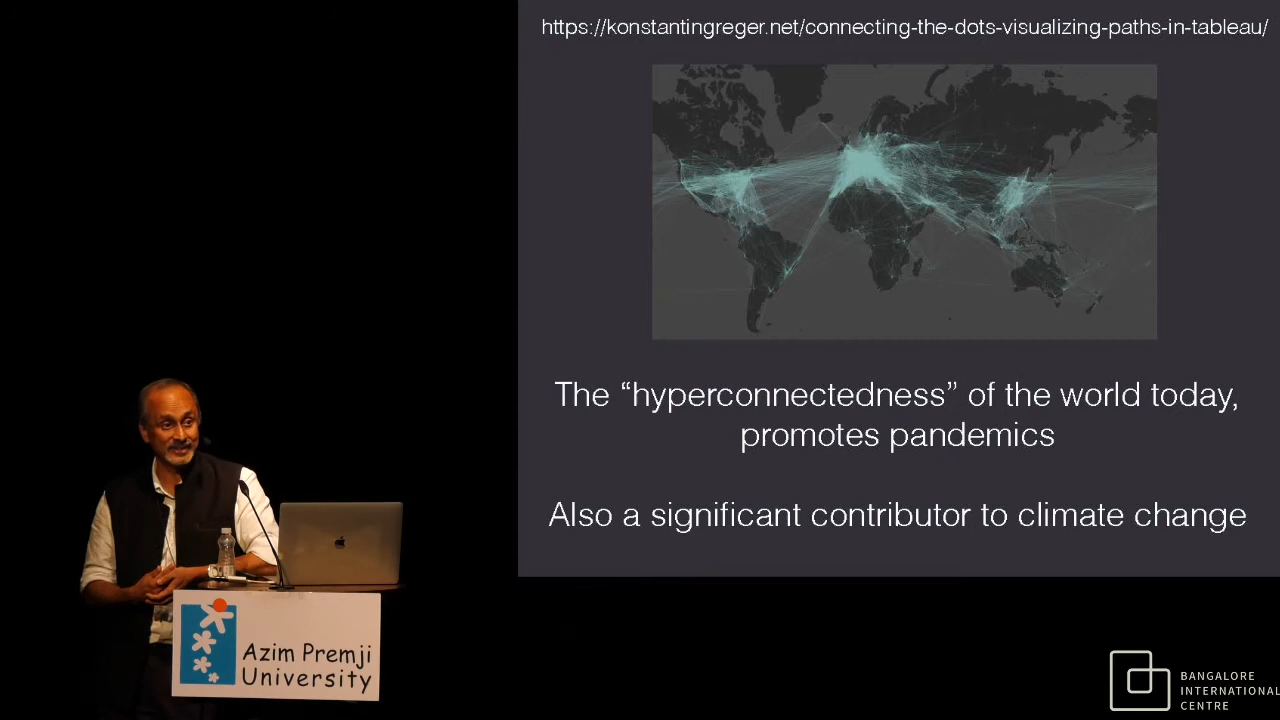 https://konstantingreger.net/connecting-the-dots-visualizing-paths-in-tableau/
The “hyperconnectedness” of the world today,
promotes pandemics
Also a significant contributor to climate change
Azim Premji
University
BANGALORE
INTERNATIONAL
CENTRE